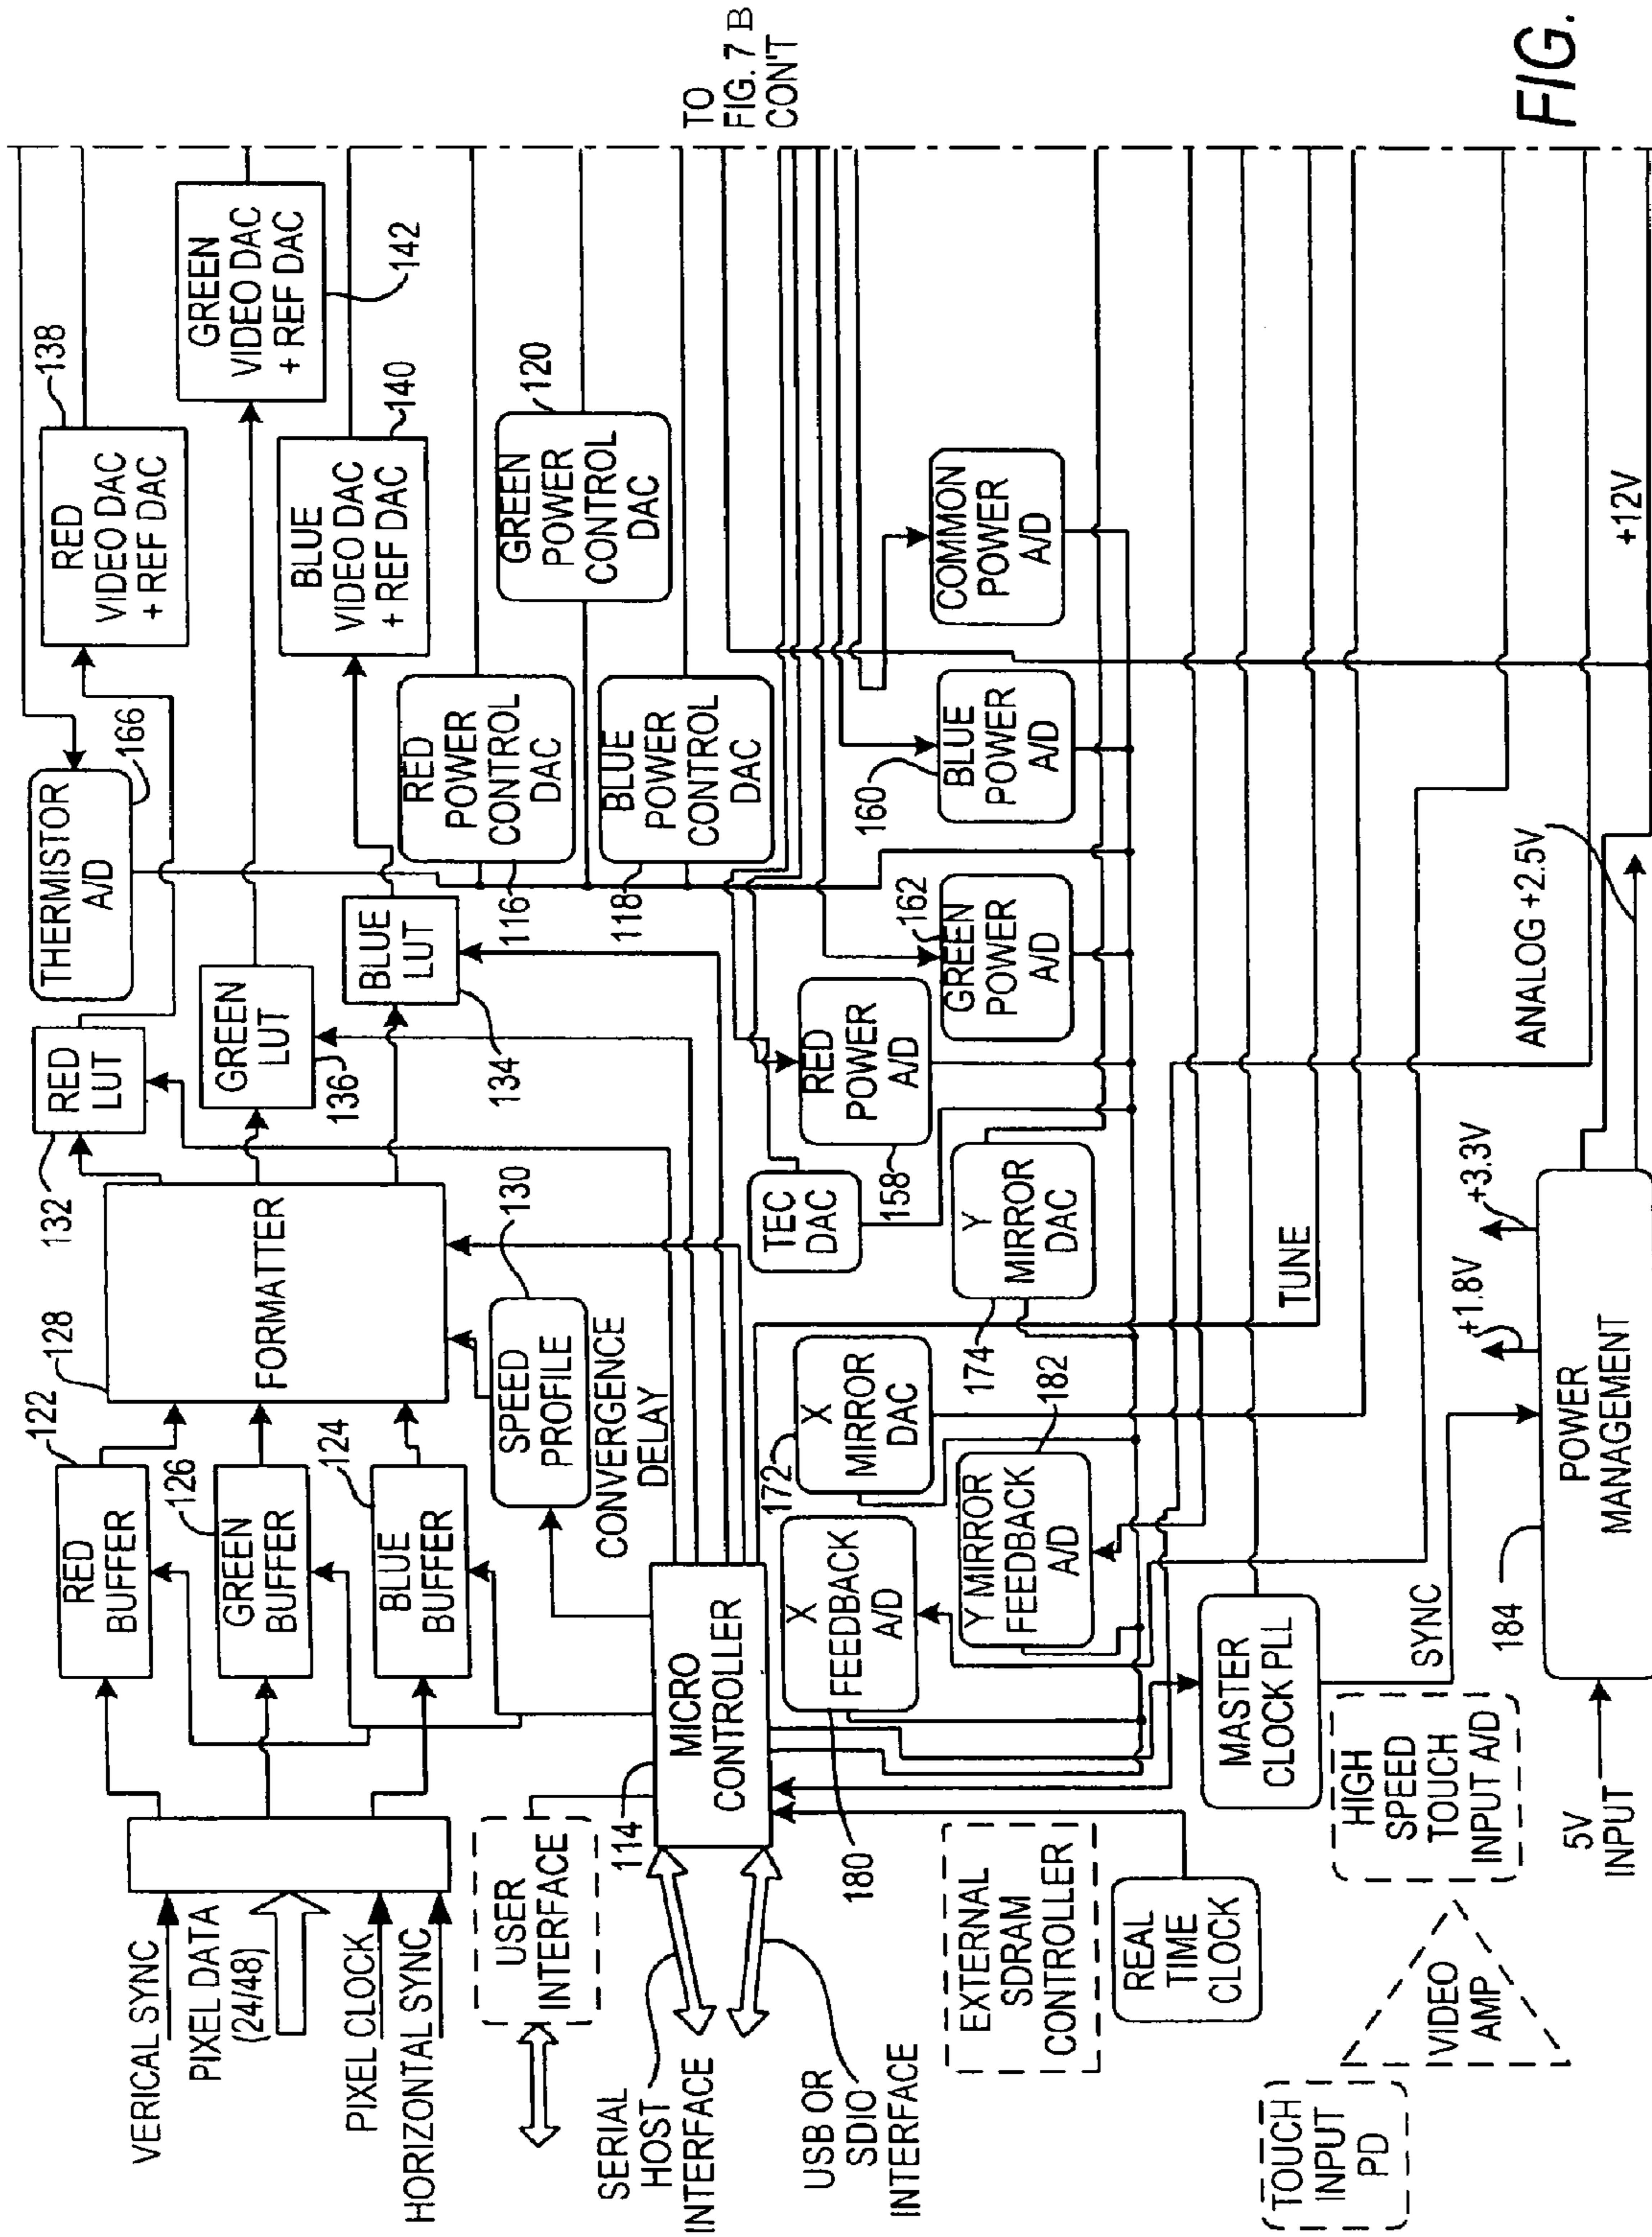 VERICAL SYNC
PIXEL DATA
(24/48)
PIXEL CLOCK
HORIZONTAL SYNC
RED
BUFFER
122
GREEN
BUFFER
126
BLUE
BUFFER
124
FORMATTER
128
SPEED
PROFILE
130
CONVERGENCE
DELAY
RED
LUT
132
GREEN
LUT
136
BLUE
LUT
134
THERMISTOR
A/D
166
RED
VIDEO DAC
+ REF DAC
138
GREEN
VIDEO DAC
+ REF DAC
142
BLUE
VIDEO DAC
+ REF DAC
140
RED
POWER
CONTROL
DAC
116
GREEN
POWER
CONTROL
DAC
120
BLUE
POWER
CONTROL
DAC
118
TO
FIG. 7 B
CON'T
USER
INTERFACE
SERIAL
HOST
INTERFACE
USB OR
SDIO
INTERFACE
MICRO
CONTROLLER
114
TEC
DAC
RED
POWER
A/D
158
GREEN
POWER
A/D
162
BLUE
POWER
A/D
160
COMMON
POWER
A/D
X
FEEDBACK
A/D
180
X
MIRROR
DAC
172
Y MIRROR
FEEDBACK
A/D
182
Y
MIRROR
DAC
174
EXTERNAL
SDRAM
CONTROLLER
REAL
TIME
CLOCK
MASTER
CLOCK PLL
TUNE
SYNC
TOUCH
INPUT
PD
VIDEO
AMP
HIGH
SPEED
TOUCH
INPUT A/D
5V
INPUT
POWER
MANAGEMENT
184
+1.8V
+3.3V
ANALOG +2.5V
+12V
FIG.